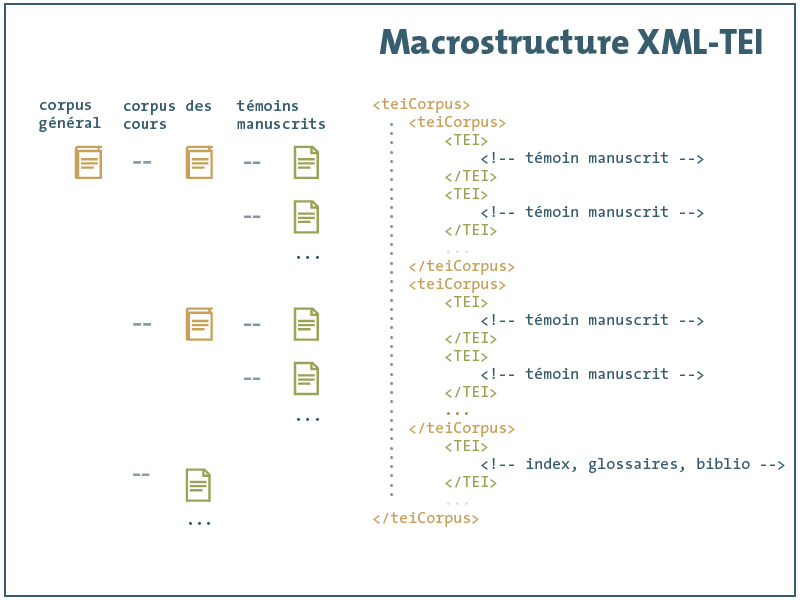 Macrostructure XML-TEI
corpus général
corpus des cours
témoins manuscrits
-- --
--
...
-- --
--
...
--
...
<teiCorpus>
<teiCorpus>
<TEI>
<!-- témoin manuscrit -->
</TEI>
<TEI>
<!-- témoin manuscrit -->
</TEI>
...
</teiCorpus>
<teiCorpus>
<TEI>
<!-- témoin manuscrit -->
</TEI>
<TEI>
<!-- témoin manuscrit -->
</TEI>
...
</teiCorpus>
<TEI>
<!-- index, glossaires, biblio -->
</TEI>
...
</teiCorpus>